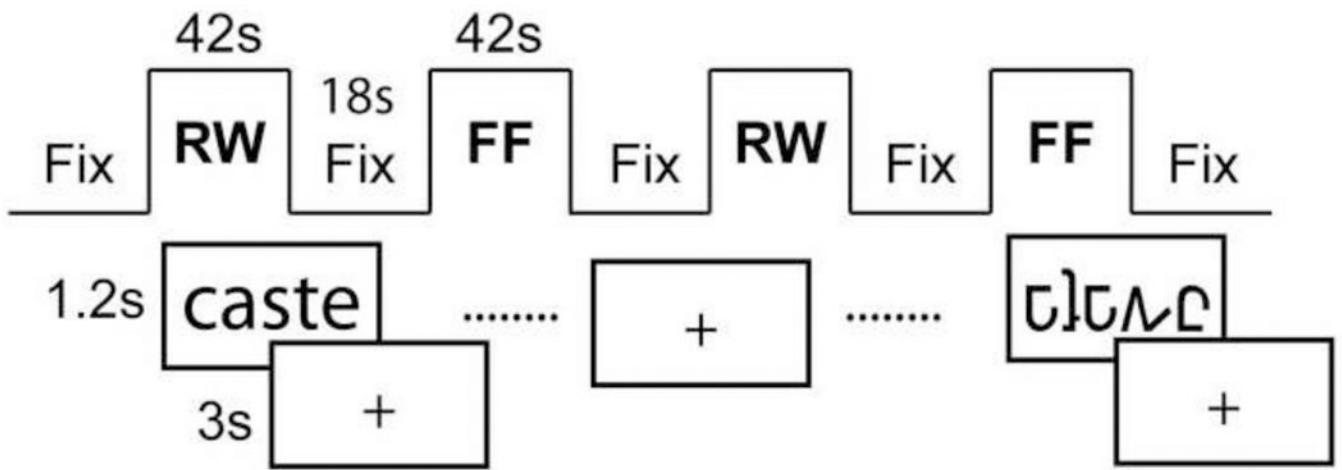 42s 42s
18s
Fix RW Fix FF Fix RW Fix FF Fix
1.2s caste ........ + ........
3s + +